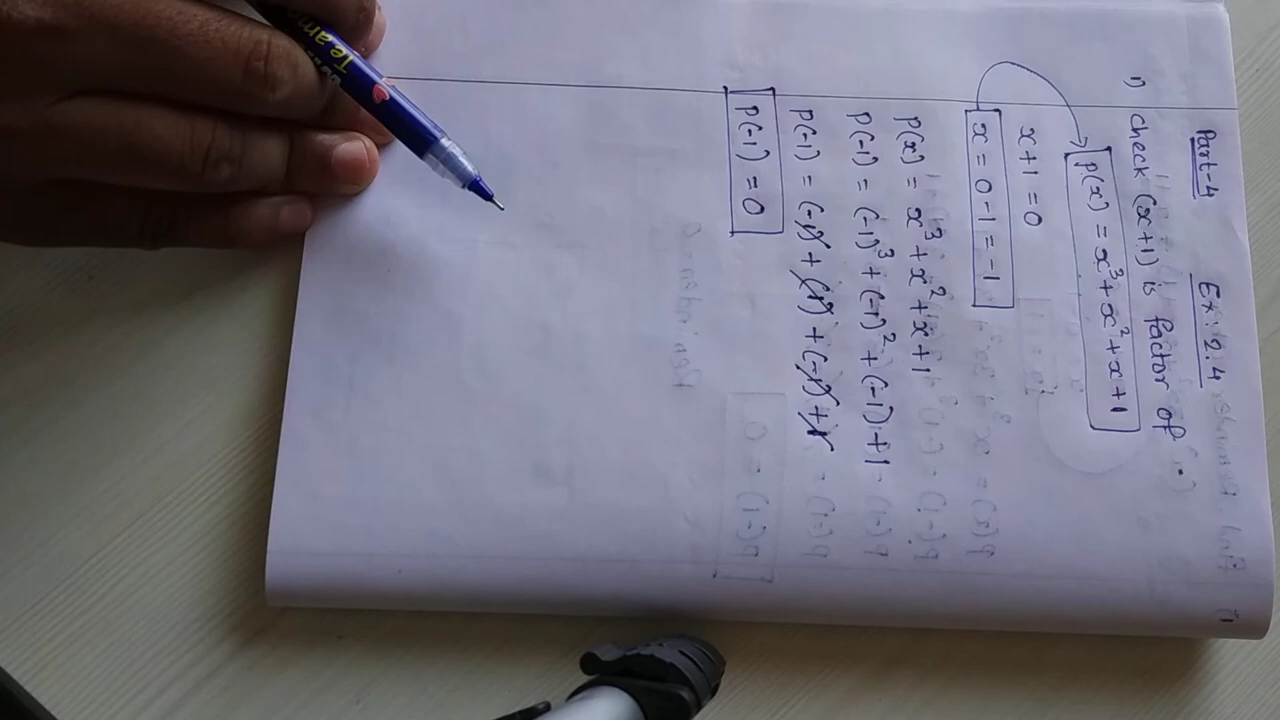 Part-4 Ex: 2.4
1) check (x+1) is factor of
p(x) = x³ + x² + x + 1
x + 1 = 0
x = 0 - 1 = -1
p(x) = x³ + x² + x + 1
p(-1) = (-1)³ + (-1)² + (-1) + 1
p(-1) = (-1) + (1) + (-1) + 1
p(-1) = 0